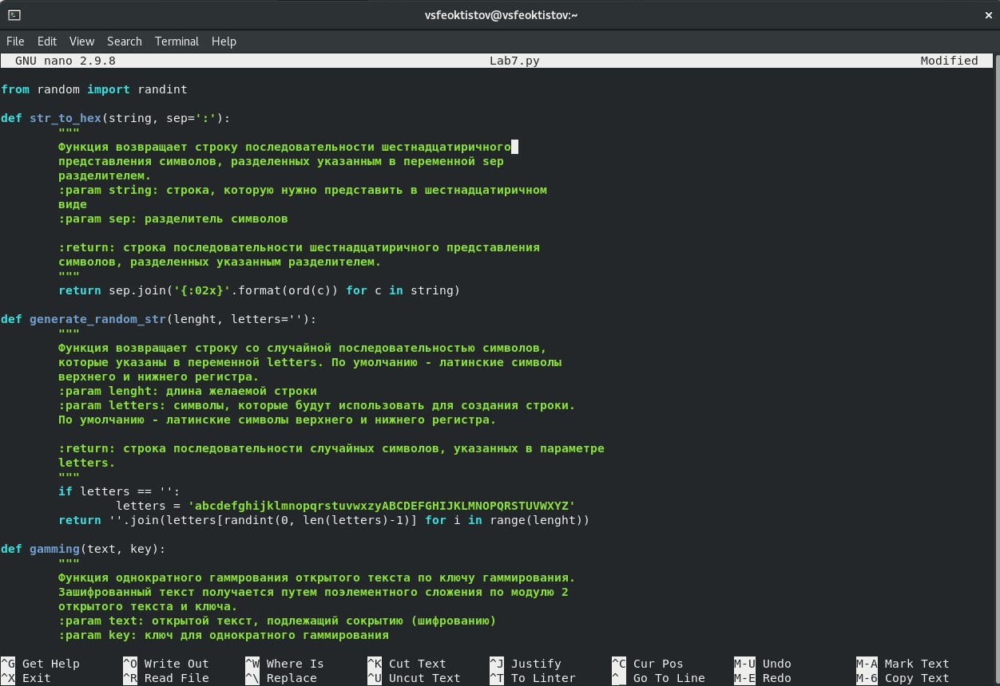 vsfeoktistov@vsfeoktistov:~ ×
File Edit View Search Terminal Help
GNU nano 2.9.8 Lab7.py Modified
from random import randint
def str_to_hex(string, sep=':'):
"""
Функция возвращает строку последовательности шестнадцатиричного
представления символов, разделенных указанным в переменной sep
разделителем.
:param string: строка, которую нужно представить в шестнадцатиричном
виде
:param sep: разделитель символов
:return: строка последовательности шестнадцатиричного представления
символов, разделенных указанным разделителем.
"""
return sep.join('{:02x}'.format(ord(c)) for c in string)
def generate_random_str(lenght, letters=''):
"""
Функция возвращает строку со случайной последовательностью символов,
которые указаны в переменной letters. По умолчанию - латинские символы
верхнего и нижнего регистра.
:param lenght: длина желаемой строки
:param letters: символы, которые будут использовать для создания строки.
По умолчанию - латинские символы верхнего и нижнего регистра.
:return: строка последовательности случайных символов, указанных в параметре
letters.
"""
if letters == '':
letters = 'abcdefghijklmnopqrstuvwxzyABCDEFGHIJKLMNOPQRSTUVWXYZ'
return ''.join(letters[randint(0, len(letters)-1)] for i in range(lenght))
def gamming(text, key):
"""
Функция однократного гаммрования открытого текста по ключу гаммирования.
Зашифрованный текст получается путем поэлементного сложения по модулю 2
открытого текста и ключа.
:param text: открытой текст, подлежащий сокрытию (шифрованию)
:param key: ключ для однократного гаммирования
^G Get Help ^O Write Out ^W Where Is ^K Cut Text ^J Justify ^C Cur Pos M-U Undo M-A Mark Text
^X Exit ^R Read File ^\ Replace ^U Uncut Text ^T To Linter ^_ Go To Line M-E Redo M-6 Copy Text